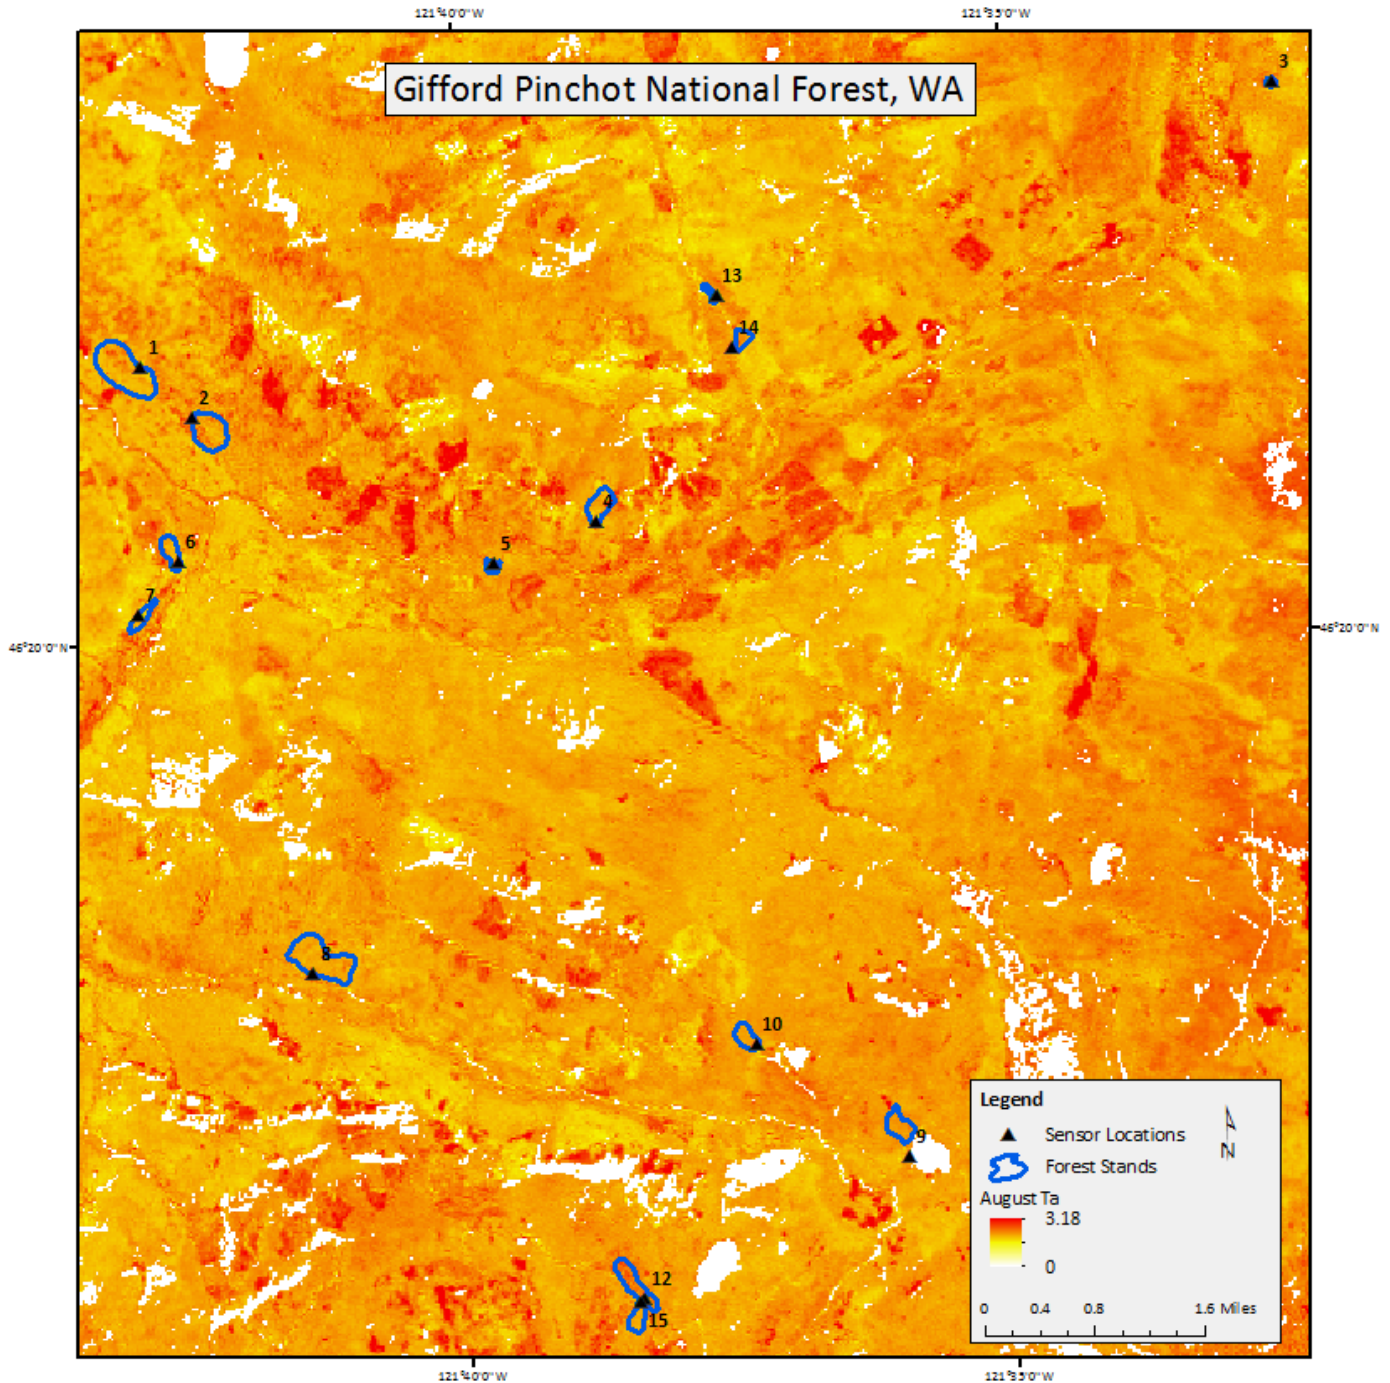 121°40'0"W
121°35'0"W
Gifford Pinchot National Forest, WA
3
13
14
1
2
4
5
6
7
46°20'0"N
46°20'0"N
8
10
9
12
15
Legend
Sensor Locations
Forest Stands
N
August Ta
3.18
0
0 0.4 0.8 1.6 Miles
121°40'0"W
121°35'0"W